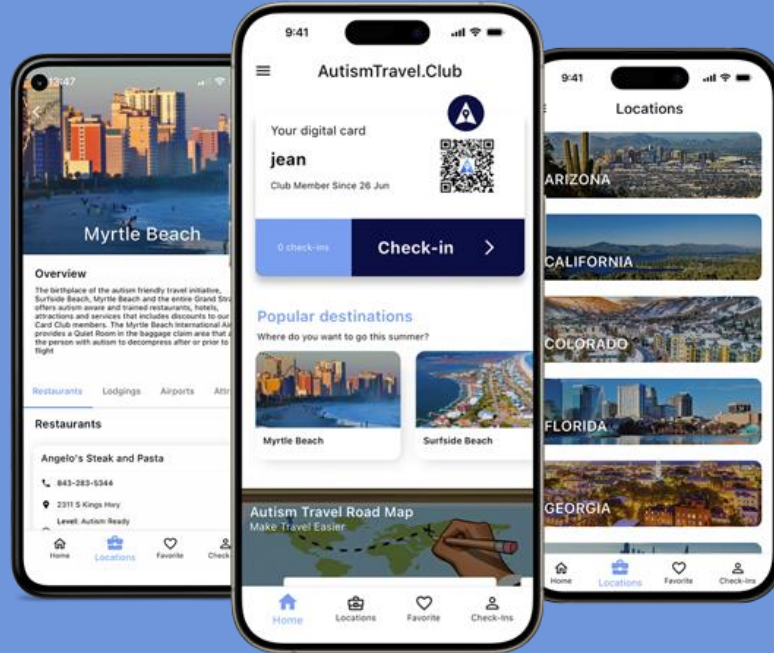 12:47
Myrtle Beach
Overview
The birthplace of the autism friendly travel initiative,
Surfside Beach, Myrtle Beach and the entire Grand
offers autism aware and trained restaurants, hotels,
attractions and services that includes discounts to our
Card Club members. The Myrtle Beach International
provides a Quiet Room in the baggage claim area that
the person with autism to decompress after or prior to
flight
Restaurants Lodgings Airports
Restaurants
Angelo's Steak and Pasta
843-283-5344
2311 S Kings Hwy
Level: Autism Ready
Home Locations Favorite
9:41
AutismTravel.Club
Your digital card
jean
Club Member Since 26 Jun
0 check-ins
Check-in
Popular destinations
Where do you want to go this summer?
Myrtle Beach
Surfside Beach
Autism Travel Road Map
Make Travel Easier
Home Locations Favorite Check-Ins
9:41
Locations
ARIZONA
CALIFORNIA
COLORADO
FLORIDA
GEORGIA
Home Locations Favorite Check-Ins